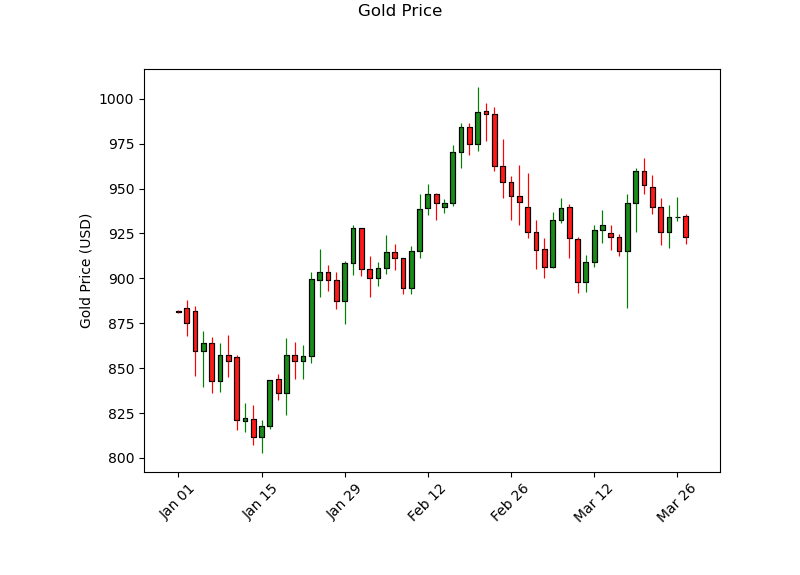 Gold Price
Gold Price (USD)
1000
975
950
925
900
875
850
825
800
Jan 01
Jan 15
Jan 29
Feb 12
Feb 26
Mar 12
Mar 26